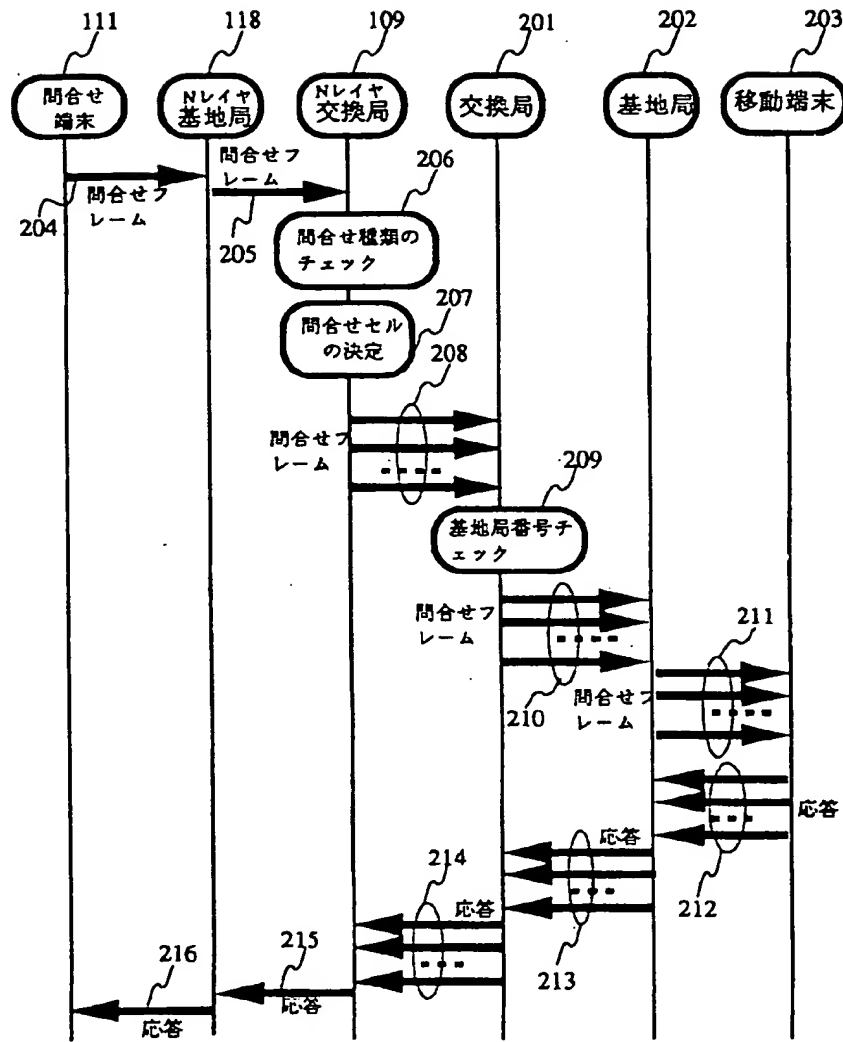 111
118
109
201
202
203
問合せ
端末
Nレイヤ
基地局
Nレイヤ
交換局
交換局
基地局
移動端末
204
問合せフ
レーム
問合せフ
レーム
205
206
問合せ種類の
チェック
207
問合せセル
の決定
208
問合せフ
レーム
209
基地局番号チ
ェック
問合せフ
レーム
210
211
問合せフ
レーム
応答
212
応答
213
214
応答
215
応答
216
応答